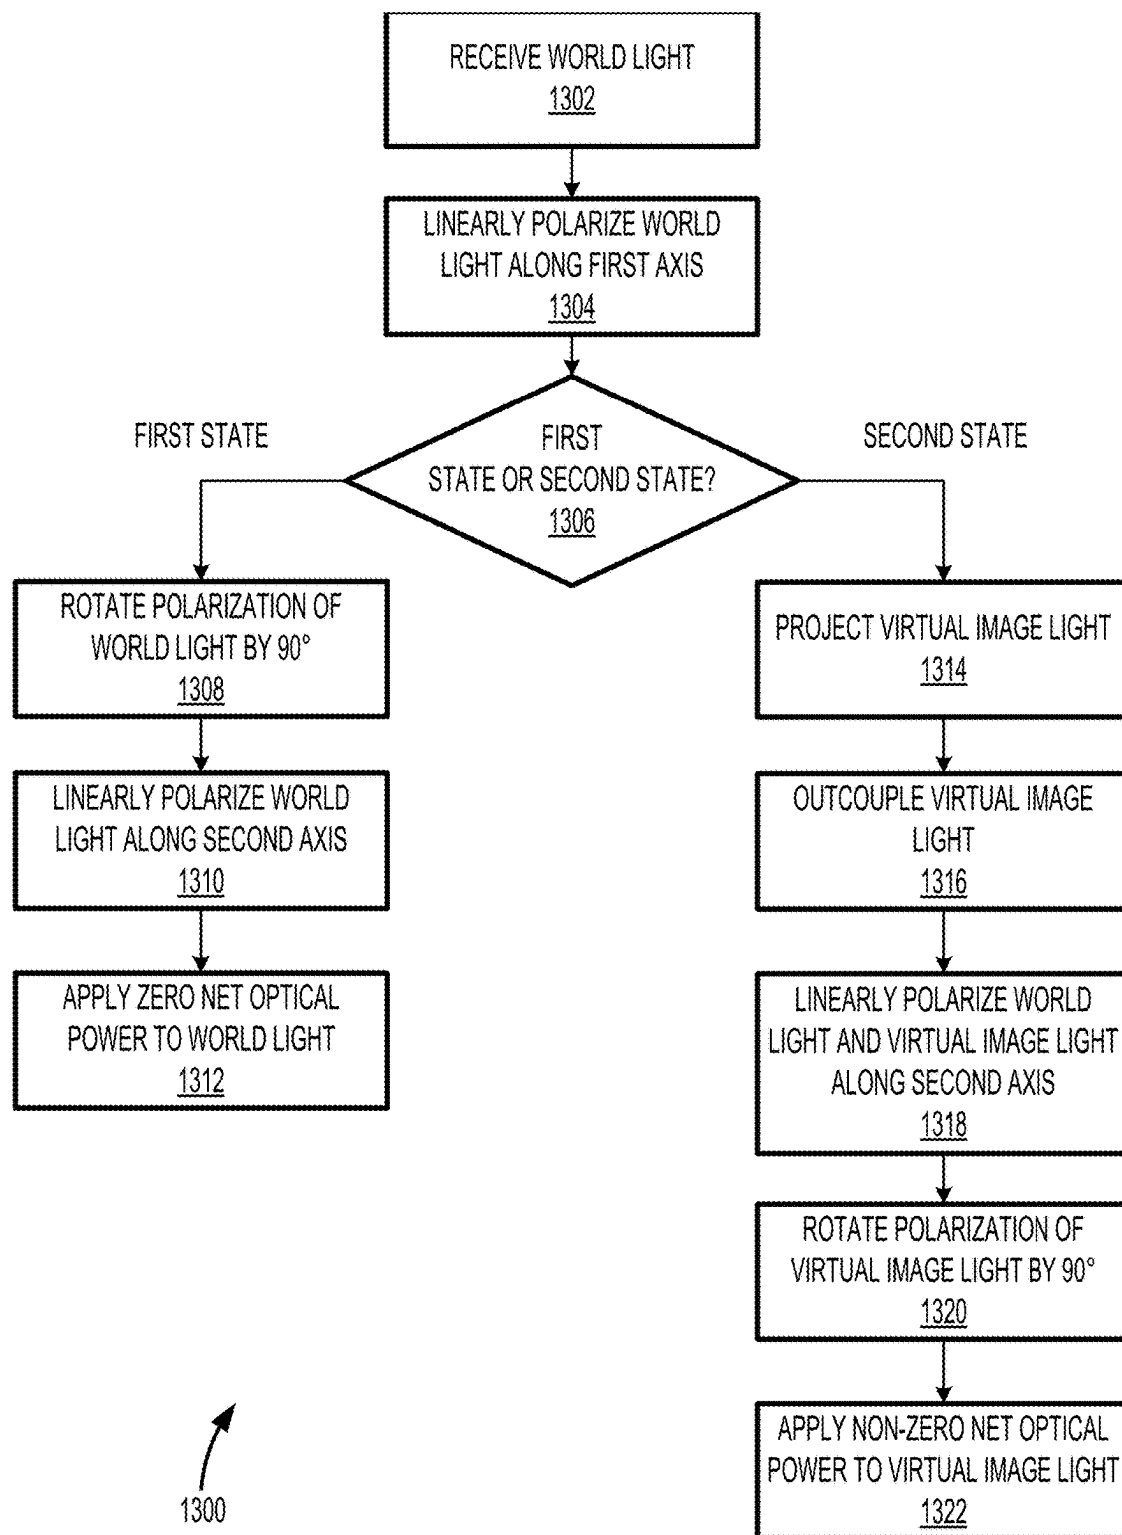 RECEIVE WORLD LIGHT
1302
LINEARLY POLARIZE WORLD
LIGHT ALONG FIRST AXIS
1304
FIRST
STATE OR SECOND STATE?
1306
FIRST STATE
SECOND STATE
ROTATE POLARIZATION OF
WORLD LIGHT BY 90°
1308
LINEARLY POLARIZE WORLD
LIGHT ALONG SECOND AXIS
1310
APPLY ZERO NET OPTICAL
POWER TO WORLD LIGHT
1312
PROJECT VIRTUAL IMAGE LIGHT
1314
OUTCOUPLE VIRTUAL IMAGE
LIGHT
1316
LINEARLY POLARIZE WORLD
LIGHT AND VIRTUAL IMAGE LIGHT
ALONG SECOND AXIS
1318
ROTATE POLARIZATION OF
VIRTUAL IMAGE LIGHT BY 90°
1320
APPLY NON-ZERO NET OPTICAL
POWER TO VIRTUAL IMAGE LIGHT
1322
1300